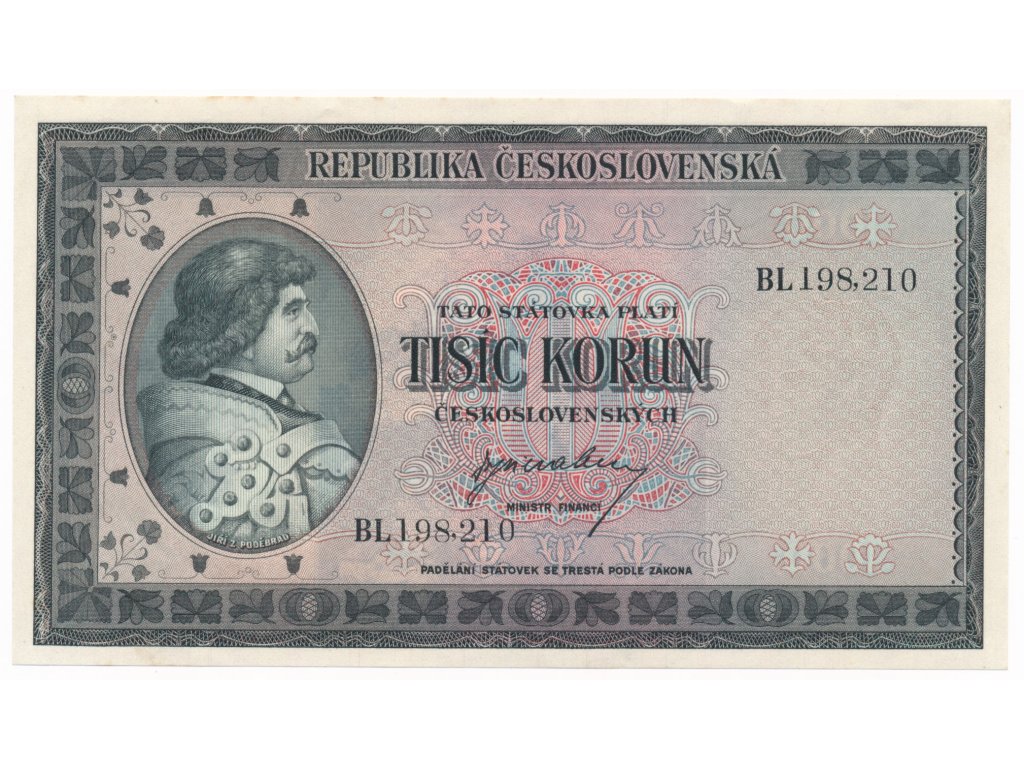 REPUBLIKA ČESKOSLOVENSKÁ
BL 198,210
TATO STÁTOVKA PLATÍ
TISÍC KORUN
ČESKOSLOVENSKÝCH
MINISTR FINANCÍ
BL 198,210
JIŘÍ Z PODĚBRAD
PADĚLÁNÍ STÁTOVEK SE TRESTÁ PODLE ZÁKONA